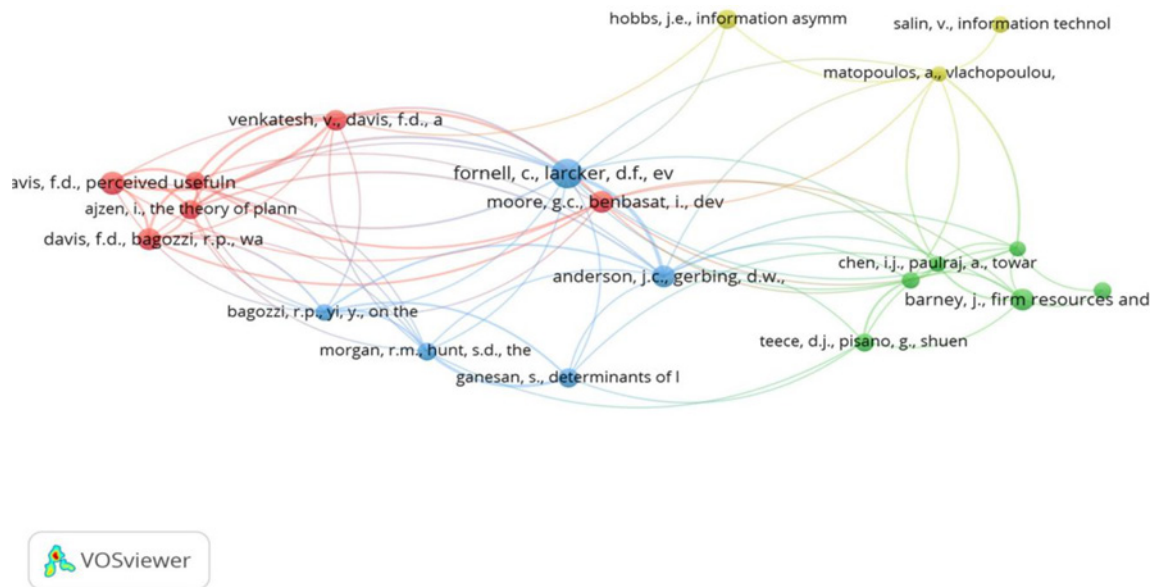 hobbs, j.e., information asymm
salin, v., information technol
matopoulos, a., vlachopoulou,
venkatesh, v., davis, f.d., a
fornell, c., larcker, d.f., ev
avis, f.d., perceived usefuln
moore, g.c., benbasat, i., dev
ajzen, i., the theory of plann
davis, f.d., bagozzi, r.p., wa
chen, i.j., paulraj, a., towar
anderson, j.c., gerbing, d.w.,
barney, j., firm resources and
bagozzi, r.p., yi, y., on the
teece, d.j., pisano, g., shuen
morgan, r.m., hunt, s.d., the
ganesan, s., determinants of l
VOSviewer